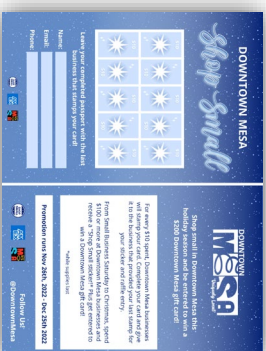 DOWNTOWN MESA
Shop Small
Leave your completed passport with the last
business that stamps your card!
Name:
Email:
Phone:
DOWNTOWN
MESA
Shop small in Downtown Mesa this
holiday season and be entered to win a
$200 Downtown Mesa gift card!
For every $10 spent, Downtown Mesa businesses
will stamp your card. Complete your card and give
it to the business that provided your last stamp for
your sticker and raffle entry.
From Small Business Saturday to Christmas, spend
$100 or more at Downtown Mesa businesses and
receive a "Shop Small sticker!" Plus get entered to
win a Downtown Mesa gift card!
*while supplies last
Promotion runs Nov 26th, 2022 - Dec 25th 2022
Follow Us!
@DowntownMesa